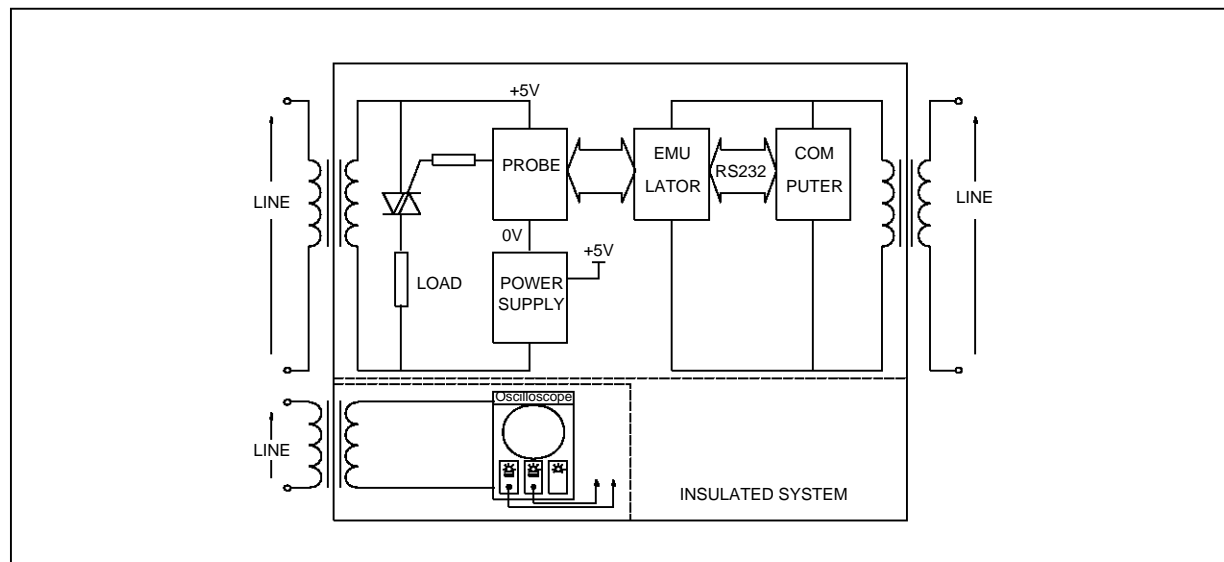 +5V
PROBE
EMU
LATOR
RS232
COM
PUTER
LINE
LINE
0V
+5V
LOAD
POWER
SUPPLY
Oscilloscope
LINE
INSULATED SYSTEM